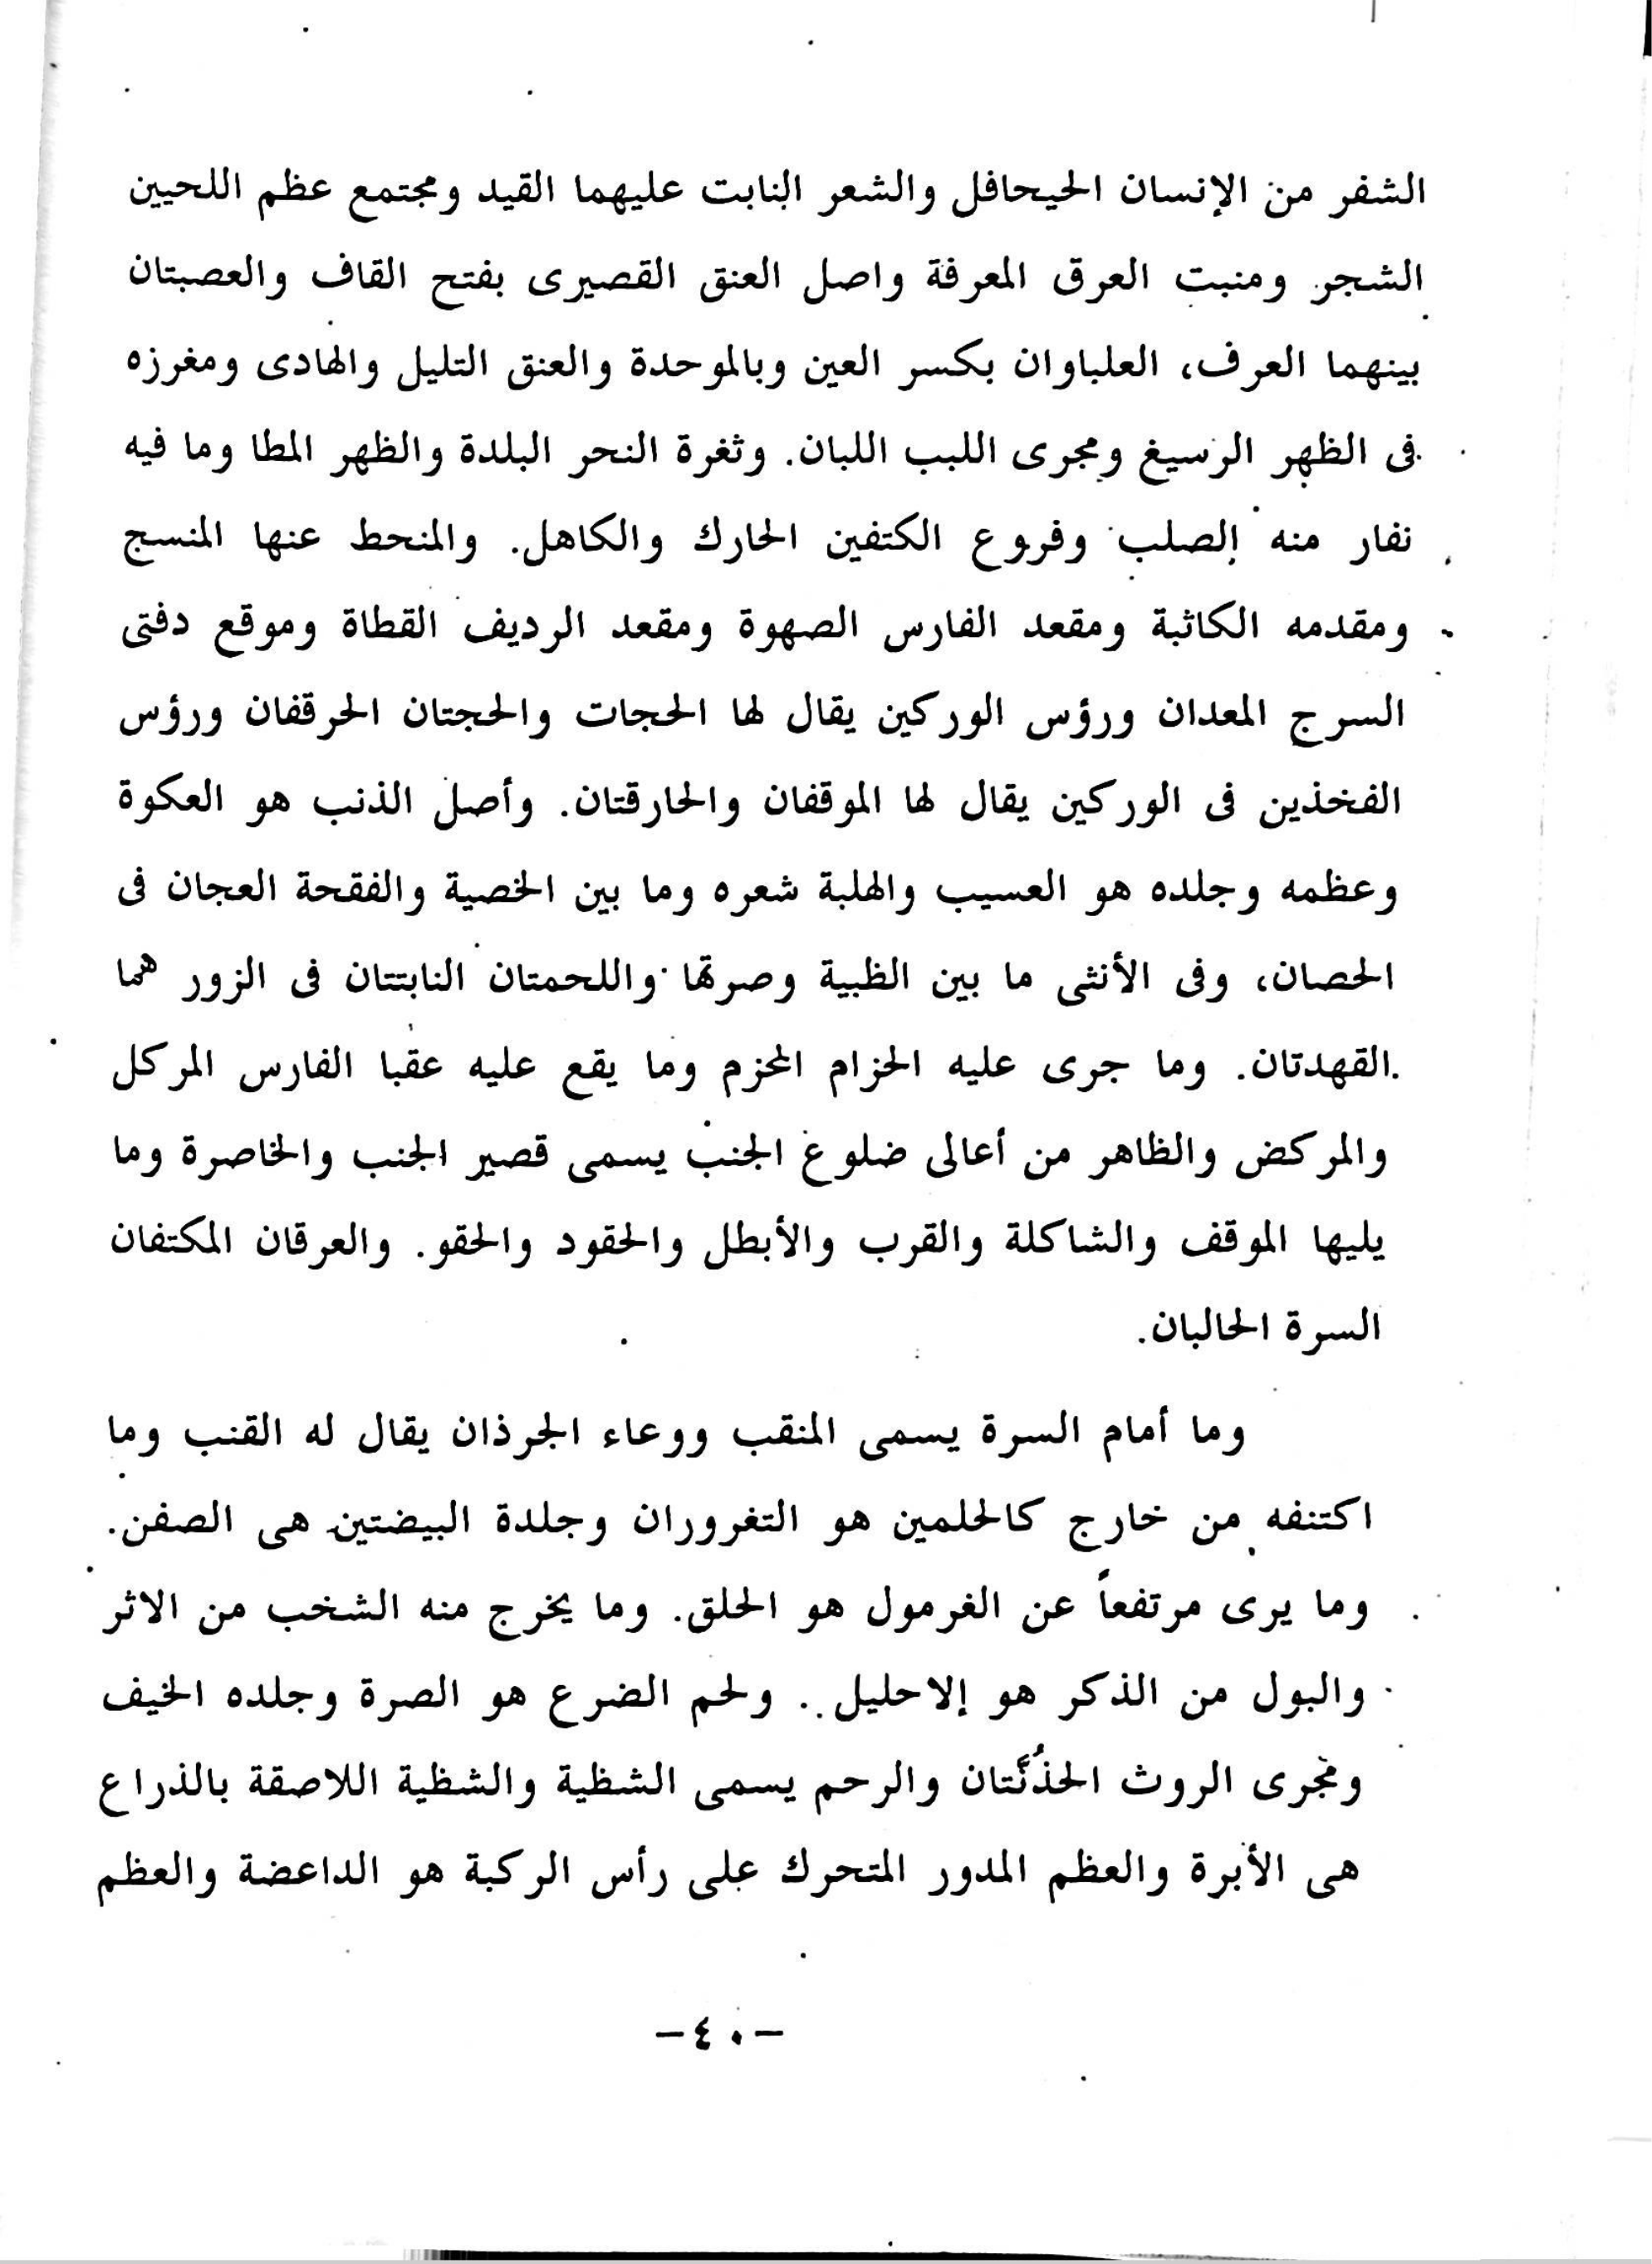 الشفر من الإنسان الحيحافل والشعر النابت عليهما القيد ومجتمع عظم اللحيين
الشجر ومنبت العرق المعرفة واصل العنق القصيرى بفتح القاف والعصبتان
بينهما العرف، العلباوان بكسر العين وبالموحدة والعنق التليل والهادى ومغرزه
فى الظهر الرسيغ ومجرى اللبب اللبان. وثغرة النحر البلدة والظهر المطا وما فيه
نفار منه الصلب وفروع الكتفين الحارك والكاهل. والمنحط عنها المنسج
ومقدمه الكاثبة ومقعد الفارس الصهوة ومقعد الرديف القطاة وموقع دفتى
السرج المعدان ورؤس الوركين يقال لها الحجات والحجتان الحرقفان ورؤس
الفخذين فى الوركين يقال لها الموقفان والحارقتان. وأصل الذنب هو العكوة
وعظمه وجلده هو العسيب والهلبة شعره وما بين الخصية والفقحة العجان فى
الحصان، وفى الأنثى ما بين الظبية وصرتها واللحمتان النابتتان فى الزور هما
القهدتان. وما جرى عليه الحزام المحزم وما يقع عليه عقبا الفارس المركل
والمركض والظاهر من أعالى ضلوع الجنب يسمى قصير الجنب والخاصرة وما
يليها الموقف والشاكلة والقرب والأبطل والحقود والحقو. والعرقان المكتفان
السرة الحالبان.
وما أمام السرة يسمى المنقب ووعاء الجرذان يقال له القنب وما
اكتنفه من خارج كالحلمين هو التغروران وجلدة البيضتين هى الصفن.
وما يرى مرتفعاً عن الغرمول هو الحلق. وما يخرج منه الشخب من الاثر
والبول من الذكر هو إلاحليل. ولحم الضرع هو الصرة وجلده الخيف
ومجرى الروث الحذُنَّتان والرحم يسمى الشظية والشظية اللاصقة بالذراع
هى الأبرة والعظم المدور المتحرك على رأس الركبة هو الداعضة والعظم
-٤٠-